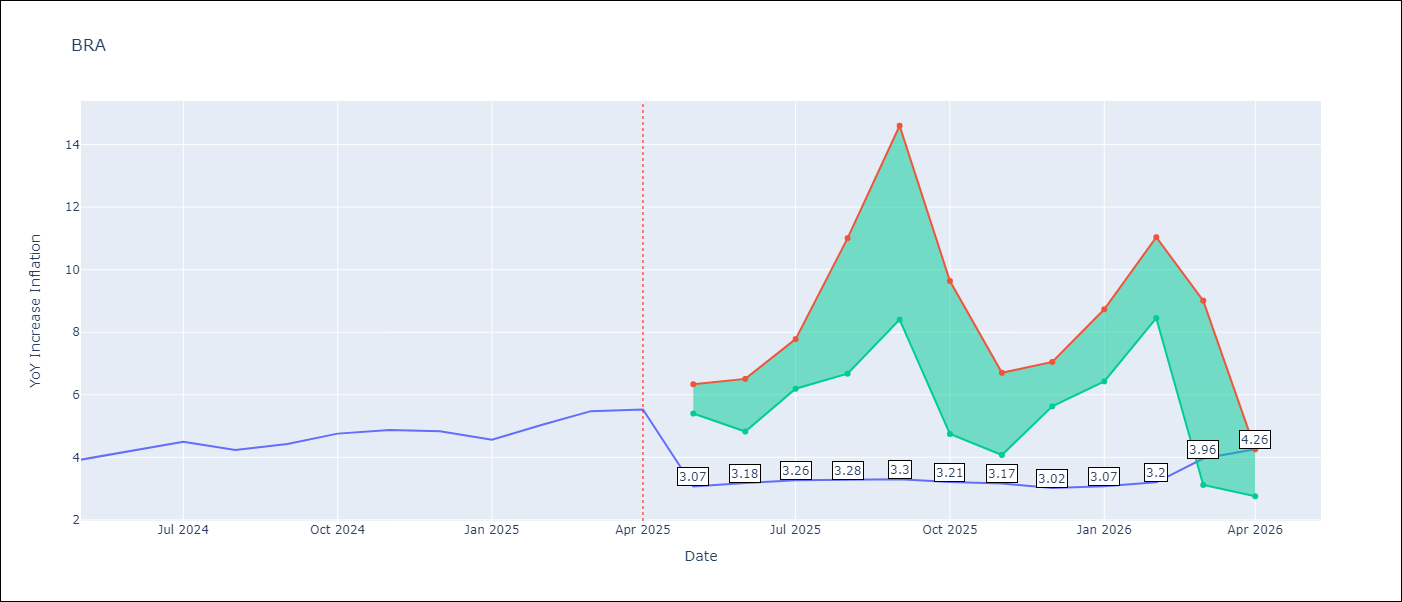 BRA
YoY Increase Inflation
14
12
10
8
6
4
2
3.07
3.18
3.26
3.28
3.3
3.21
3.17
3.02
3.07
3.2
3.96
4.26
Jul 2024
Oct 2024
Jan 2025
Apr 2025
Jul 2025
Oct 2025
Jan 2026
Apr 2026
Date